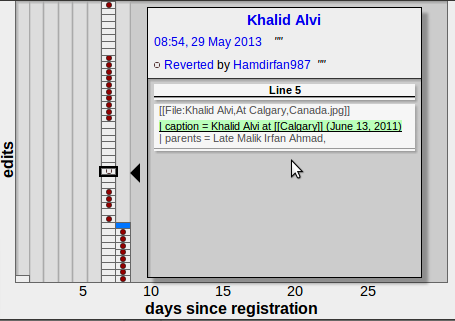 Khalid Alvi
08:54, 29 May 2013 ""
Reverted by Hamdirfan987 ""
Line 5
[[File:Khalid Alvi,At Calgary,Canada.jpg]]
| caption = Khalid Alvi at [[Calgary]] (June 13, 2011)
| parents = Late Malik Irfan Ahmad,
edits
5 10 15 20 25
days since registration